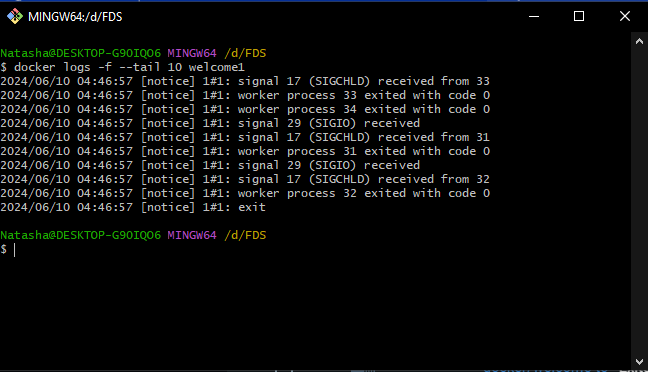 MINGW64:/d/FDS
Natasha@DESKTOP-G9OIQO6 MINGW64 /d/FDS
$ docker logs -f --tail 10 welcome1
2024/06/10 04:46:57 [notice] 1#1: signal 17 (SIGCHLD) received from 33
2024/06/10 04:46:57 [notice] 1#1: worker process 33 exited with code 0
2024/06/10 04:46:57 [notice] 1#1: worker process 34 exited with code 0
2024/06/10 04:46:57 [notice] 1#1: signal 29 (SIGIO) received
2024/06/10 04:46:57 [notice] 1#1: signal 17 (SIGCHLD) received from 31
2024/06/10 04:46:57 [notice] 1#1: worker process 31 exited with code 0
2024/06/10 04:46:57 [notice] 1#1: signal 29 (SIGIO) received
2024/06/10 04:46:57 [notice] 1#1: signal 17 (SIGCHLD) received from 32
2024/06/10 04:46:57 [notice] 1#1: worker process 32 exited with code 0
2024/06/10 04:46:57 [notice] 1#1: exit
Natasha@DESKTOP-G9OIQO6 MINGW64 /d/FDS
$